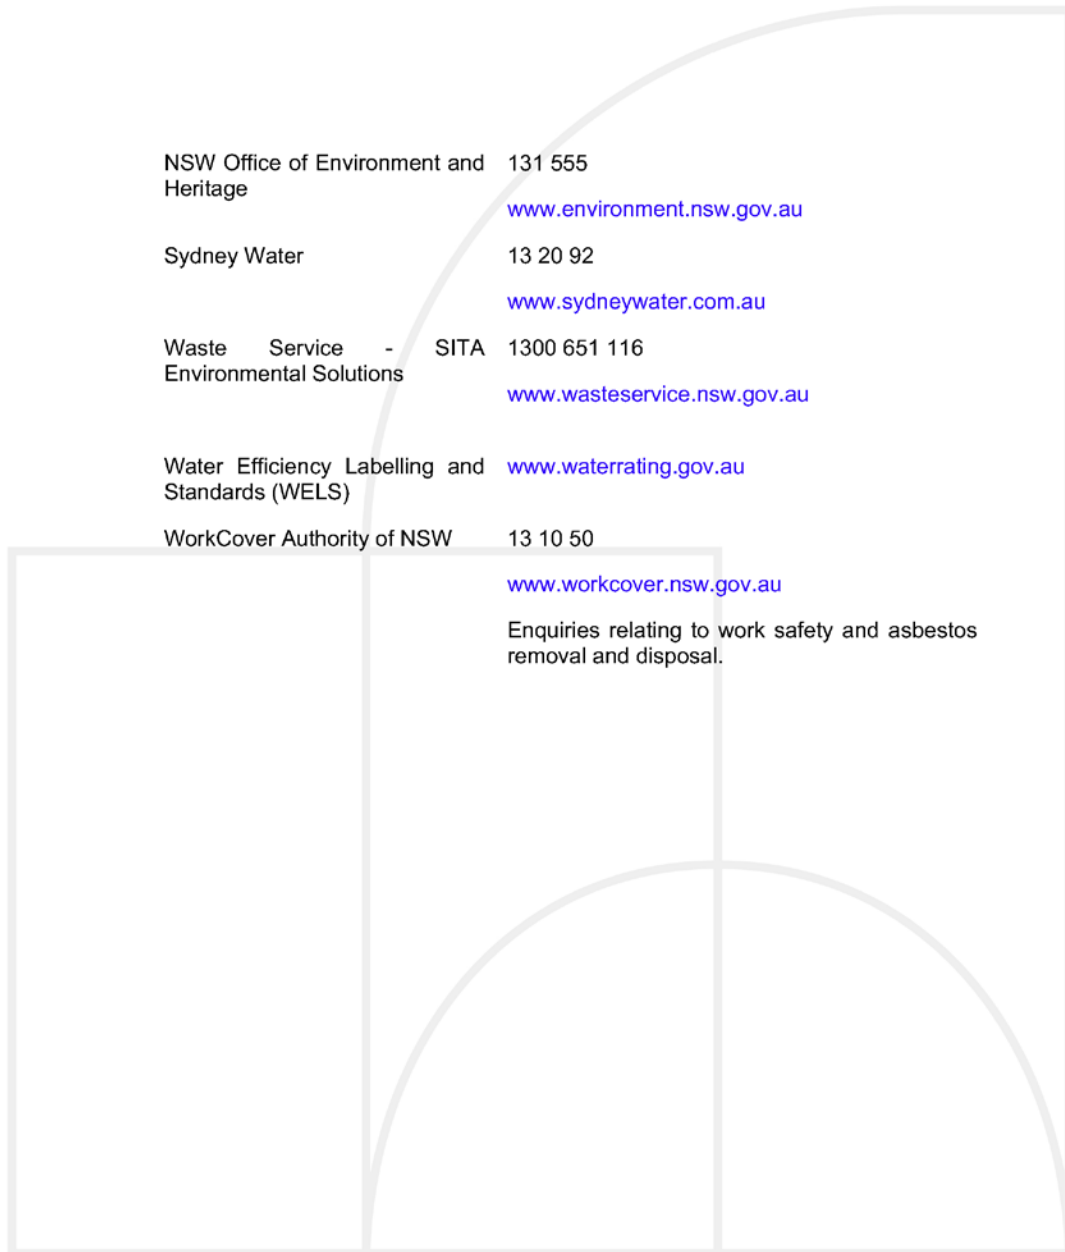 NSW Office of Environment and 131 555
Heritage
www.environment.nsw.gov.au
Sydney Water 13 20 92
www.sydneywater.com.au
Waste Service - SITA 1300 651 116
Environmental Solutions
www.wasteservice.nsw.gov.au
Water Efficiency Labelling and www.waterrating.gov.au
Standards (WELS)
WorkCover Authority of NSW 13 10 50
www.workcover.nsw.gov.au
Enquiries relating to work safety and asbestos
removal and disposal.